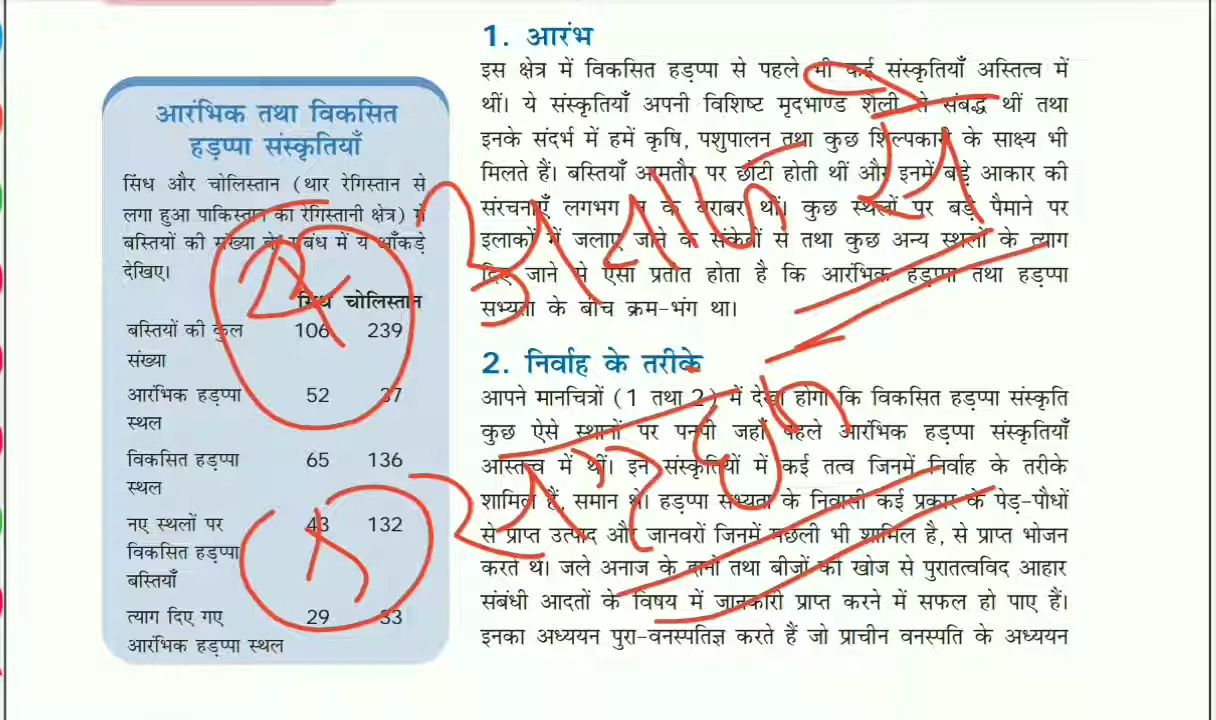 आरंभिक तथा विकसित
हड़प्पा संस्कृतियाँ
सिंध और चोलिस्तान (थार रेगिस्तान से
लगा हुआ पाकिस्तान का रेगिस्तानी क्षेत्र) में
बस्तियों की संख्या के संबंध में ये आँकड़े
देखिए।
सिंध चोलिस्तान
बस्तियों की कुल 106 239
संख्या
आरंभिक हड़प्पा 52 37
स्थल
विकसित हड़प्पा 65 136
स्थल
नए स्थलों पर 43 132
विकसित हड़प्पा
बस्तियाँ
त्याग दिए गए 29 33
आरंभिक हड़प्पा स्थल
1. आरंभ
इस क्षेत्र में विकसित हड़प्पा से पहले भी कई संस्कृतियाँ अस्तित्व में
थीं। ये संस्कृतियाँ अपनी विशिष्ट मृदभाण्ड शैली से संबद्ध थीं तथा
इनके संदर्भ में हमें कृषि, पशुपालन तथा कुछ शिल्पकारी के साक्ष्य भी
मिलते हैं। बस्तियाँ आमतौर पर छोटी होती थीं और इनमें बड़े आकार की
संरचनाएँ लगभग न के बराबर थीं। कुछ स्थलों पर बड़े पैमाने पर
इलाकों में जलाए जाने के संकेतों से तथा कुछ अन्य स्थलों के त्याग
दिए जाने से ऐसा प्रतीत होता है कि आरंभिक हड़प्पा तथा हड़प्पा
सभ्यता के बीच क्रम-भंग था।
2. निर्वाह के तरीके
आपने मानचित्रों (1 तथा 2) में देखा होगा कि विकसित हड़प्पा संस्कृति
कुछ ऐसे स्थानों पर पनपी जहाँ पहले आरंभिक हड़प्पा संस्कृतियाँ
अस्तित्व में थीं। इन संस्कृतियों में कई तत्व जिनमें निर्वाह के तरीके
शामिल हैं, समान थे। हड़प्पा सभ्यता के निवासी कई प्रकार के पेड़-पौधों
से प्राप्त उत्पाद और जानवरों जिनमें मछली भी शामिल है, से प्राप्त भोजन
करते थे। जले अनाज के दानों तथा बीजों की खोज से पुरातत्वविद आहार
संबंधी आदतों के विषय में जानकारी प्राप्त करने में सफल हो पाए हैं।
इनका अध्ययन पुरा-वनस्पतिज्ञ करते हैं जो प्राचीन वनस्पति के अध्ययन